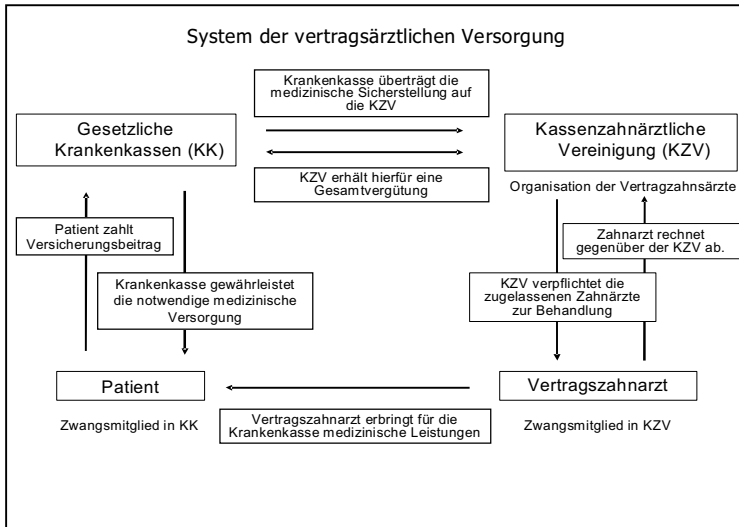 System der vertragsärztlichen Versorgung
Krankenkasse überträgt die
medizinische Sicherstellung auf
die KZV
Gesetzliche
Krankenkassen (KK)
Kassenzahnärztliche
Vereinigung (KZV)
KZV erhält hierfür eine
Gesamtvergütung
Organisation der Vertragzahnsärzte
Patient zahlt
Versicherungsbeitrag
Zahnarzt rechnet
gegenüber der KZV ab.
Krankenkasse gewährleistet
die notwendige medizinische
Versorgung
KZV verpflichtet die
zugelassenen Zahnärzte
zur Behandlung
Patient
Vertragszahnarzt
Zwangsmitglied in KK
Vertragszahnarzt erbringt für die
Krankenkasse medizinische Leistungen
Zwangsmitglied in KZV